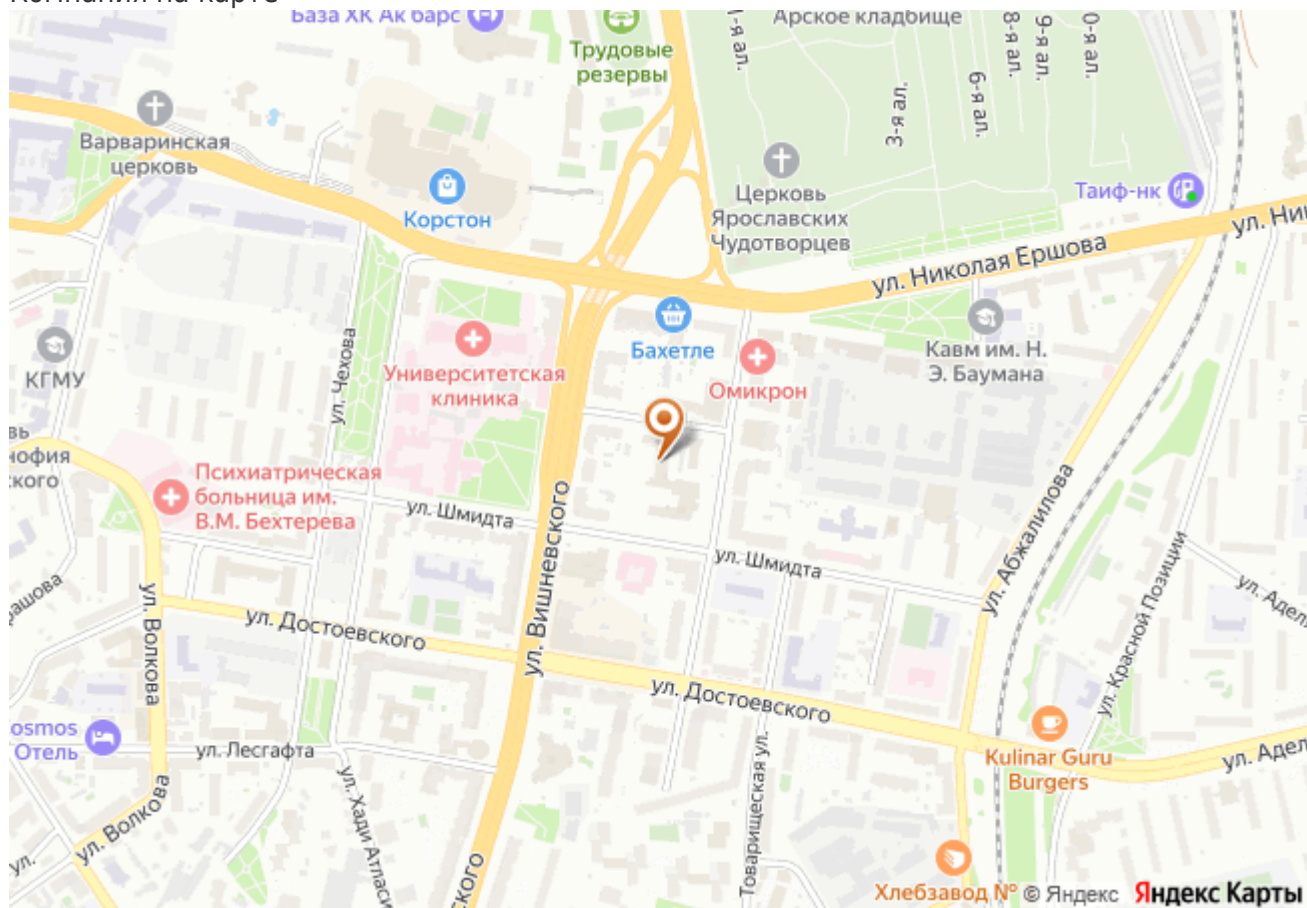 База ХК Ак барс
Трудовые
резервы
Арское кладбище
3-я ал.
6-я ал.
8-я ал.
9-я ал.
Варваринская
церковь
Корстон
Церковь
Ярославских
Чудотворцев
Таиф-нк
ул. Николая Ершова
КГМУ
ул. Чехова
Университетская
клиника
Бахетле
Омикрон
Кавм им. Н.
Э. Баумана
Психиатрическая
больница им.
В.М. Бехтерева
ул. Шмидта
ул. Шмидта
ул. Вишневского
ул. Абжалилова
ул. Красной Позиции
ул. Волкова
ул. Достоевского
ул. Достоевского
Отель
ул. Лесгафта
ул. Волкова
ул. Хади Атласи
Товарищеская ул.
Kulinar Guru
Burgers
Хлебзавод №
© Яндекс Яндекс Карты